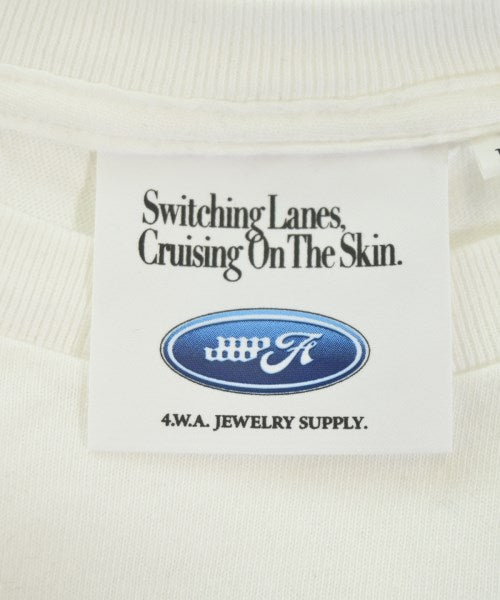 Switching Lanes,
Cruising On The Skin.
4.W.A. JEWELRY SUPPLY.